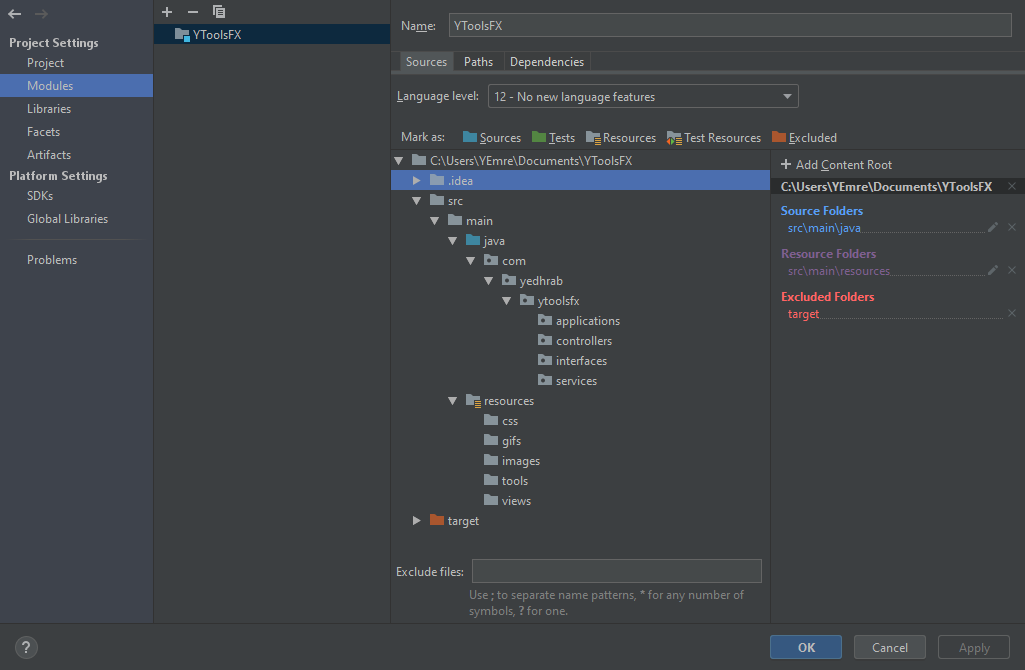 Project Settings
Project
Modules
Libraries
Facets
Artifacts
Platform Settings
SDKs
Global Libraries
Problems
YToolsFX
Name: YToolsFX
Sources Paths Dependencies
Language level: 12 - No new language features
Mark as: Sources Tests Resources Test Resources Excluded
C:\Users\YEmre\Documents\YToolsFX
.idea
src
main
java
com
yedhrab
ytoolsfx
applications
controllers
interfaces
services
resources
css
gifs
images
tools
views
target
+ Add Content Root
C:\Users\YEmre\Documents\YToolsFX
Source Folders
src\main\java
Resource Folders
src\main\resources
Excluded Folders
target
Exclude files:
Use ; to separate name patterns, * for any number of
symbols, ? for one.
?
OK Cancel Apply